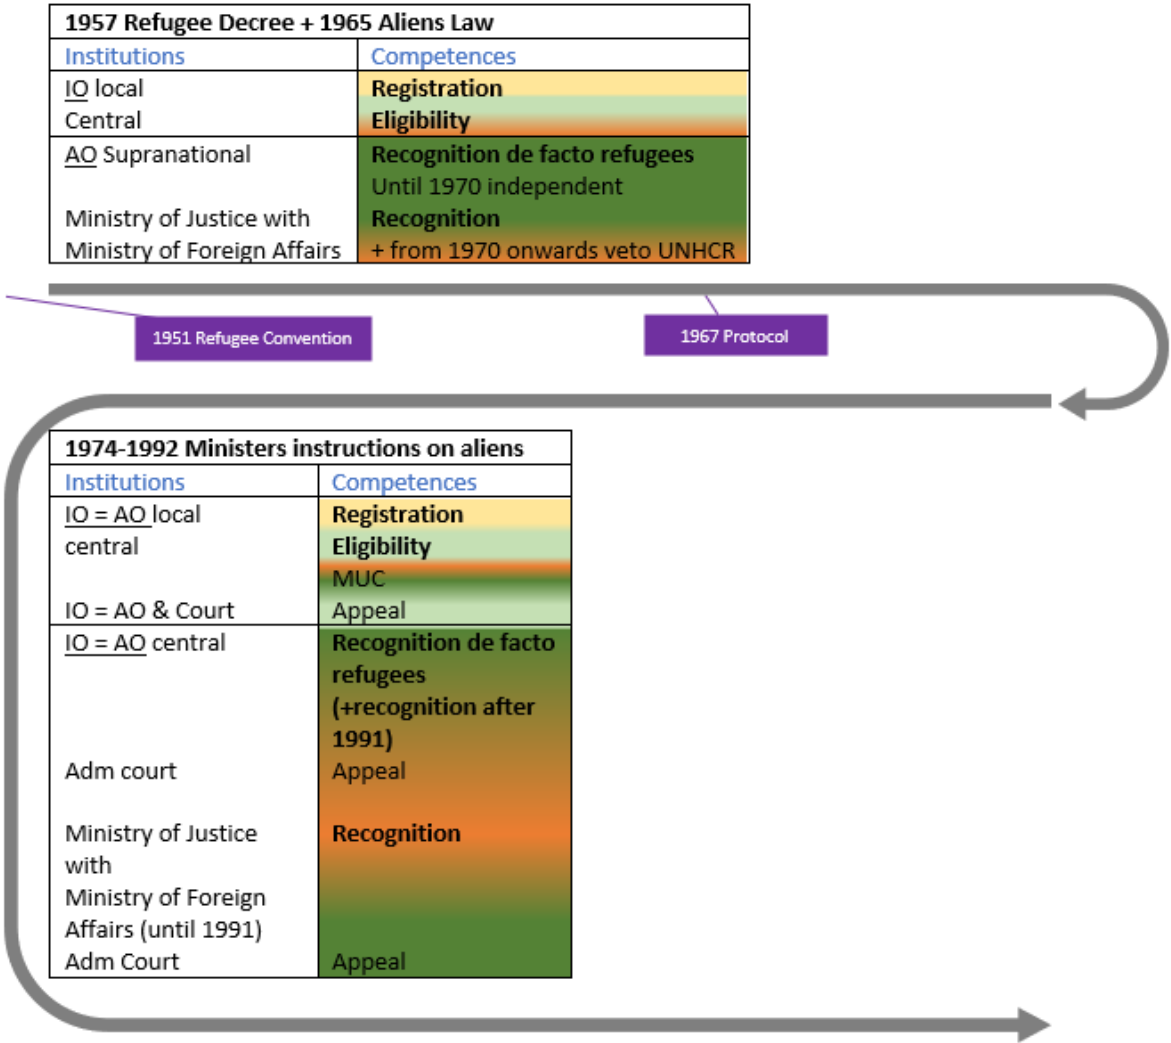 1957 Refugee Decree + 1965 Aliens Law
Institutions Competences
IO local Registration
Central Eligibility
AO Supranational Recognition de facto refugees
Until 1970 independent
Ministry of Justice with Recognition
Ministry of Foreign Affairs + from 1970 onwards veto UNHCR
1951 Refugee Convention
1967 Protocol
1974-1992 Ministers instructions on aliens
Institutions Competences
IO = AO local Registration
central Eligibility
MUC
IO = AO & Court Appeal
IO = AO central Recognition de facto
refugees
(+recognition after
1991)
Adm court Appeal
Ministry of Justice Recognition
with
Ministry of Foreign
Affairs (until 1991)
Adm Court Appeal